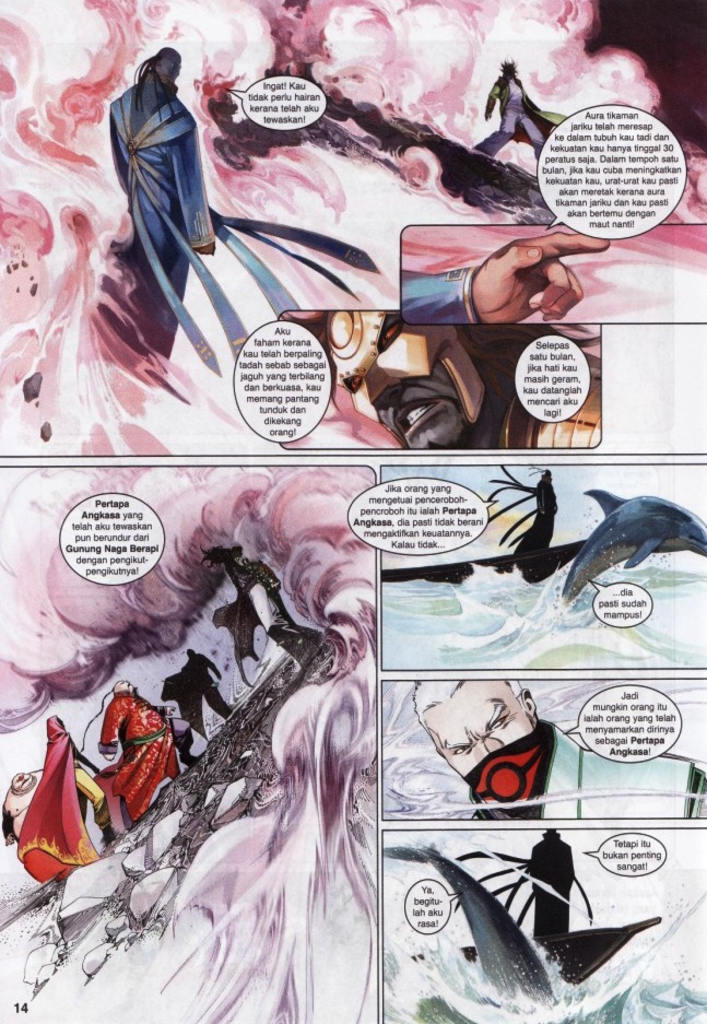 Ingat! Kau
tidak perlu hairan
kerana telah aku
tewaskan!
Aura tikaman
jariku telah meresap
ke dalam tubuh kau tadi dan
kekuatan kau hanya tinggal 30
peratus saja. Dalam tempoh satu
bulan, jika kau cuba meningkatkan
kekuatan kau, urat-urat kau pasti
akan meretak kerana aura
tikaman jariku dan kau pasti
akan bertemu dengan
maut nanti!
Aku
faham kerana
kau telah berpaling
tadah sebab sebagai
jaguh yang terbilang
dan berkuasa, kau
memang pantang
tunduk dan
dikekang
orang!
Selepas
satu bulan,
jika hati kau
masih geram,
kau datanglah
mencari aku
lagi!
Pertapa
Angkasa yang
telah aku tewaskan
pun berundur dari
Gunung Naga Berapi
dengan pengikut-
pengikutnya!
Jika orang yang
mengetuai penceroboh-
pencroboh itu ialah Pertapa
Angkasa, dia pasti tidak berani
mengaktifkan keuatannya.
Kalau tidak...
...dia
pasti sudah
mampus!
Jadi
mungkin orang itu
ialah orang yang telah
menyamarkan dirinya
sebagai Pertapa
Angkasa!
Tetapi itu
bukan penting
sangat!
Ya,
begitu-
lah aku
rasa!
14